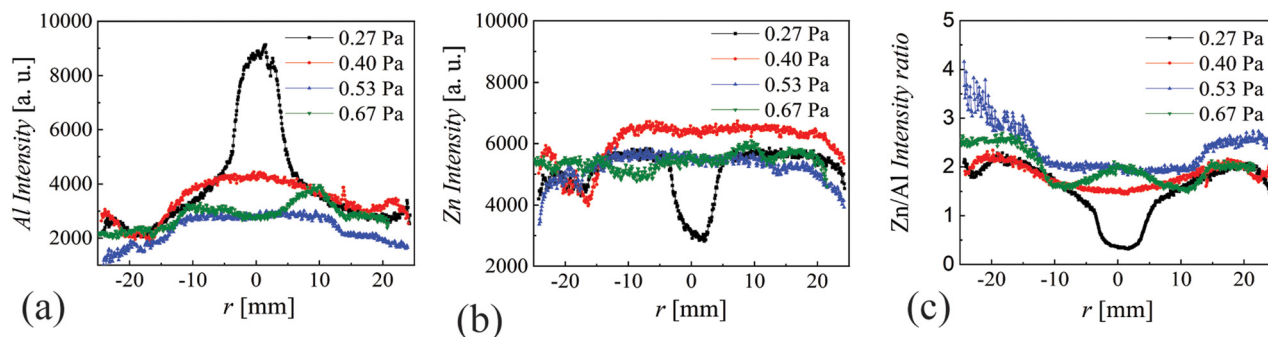 Al Intensity [a. u.]
10000
8000
6000
4000
2000
0.27 Pa
0.40 Pa
0.53 Pa
0.67 Pa
-20 -10 0 10 20
r [mm]
(a)
Zn Intensity [a. u.]
10000
8000
6000
4000
2000
0.27 Pa
0.40 Pa
0.53 Pa
0.67 Pa
-20 -10 0 10 20
r [mm]
(b)
Zn/Al Intensity ratio
5
4
3
2
1
0
0.27 Pa
0.40 Pa
0.53 Pa
0.67 Pa
-20 -10 0 10 20
r [mm]
(c)